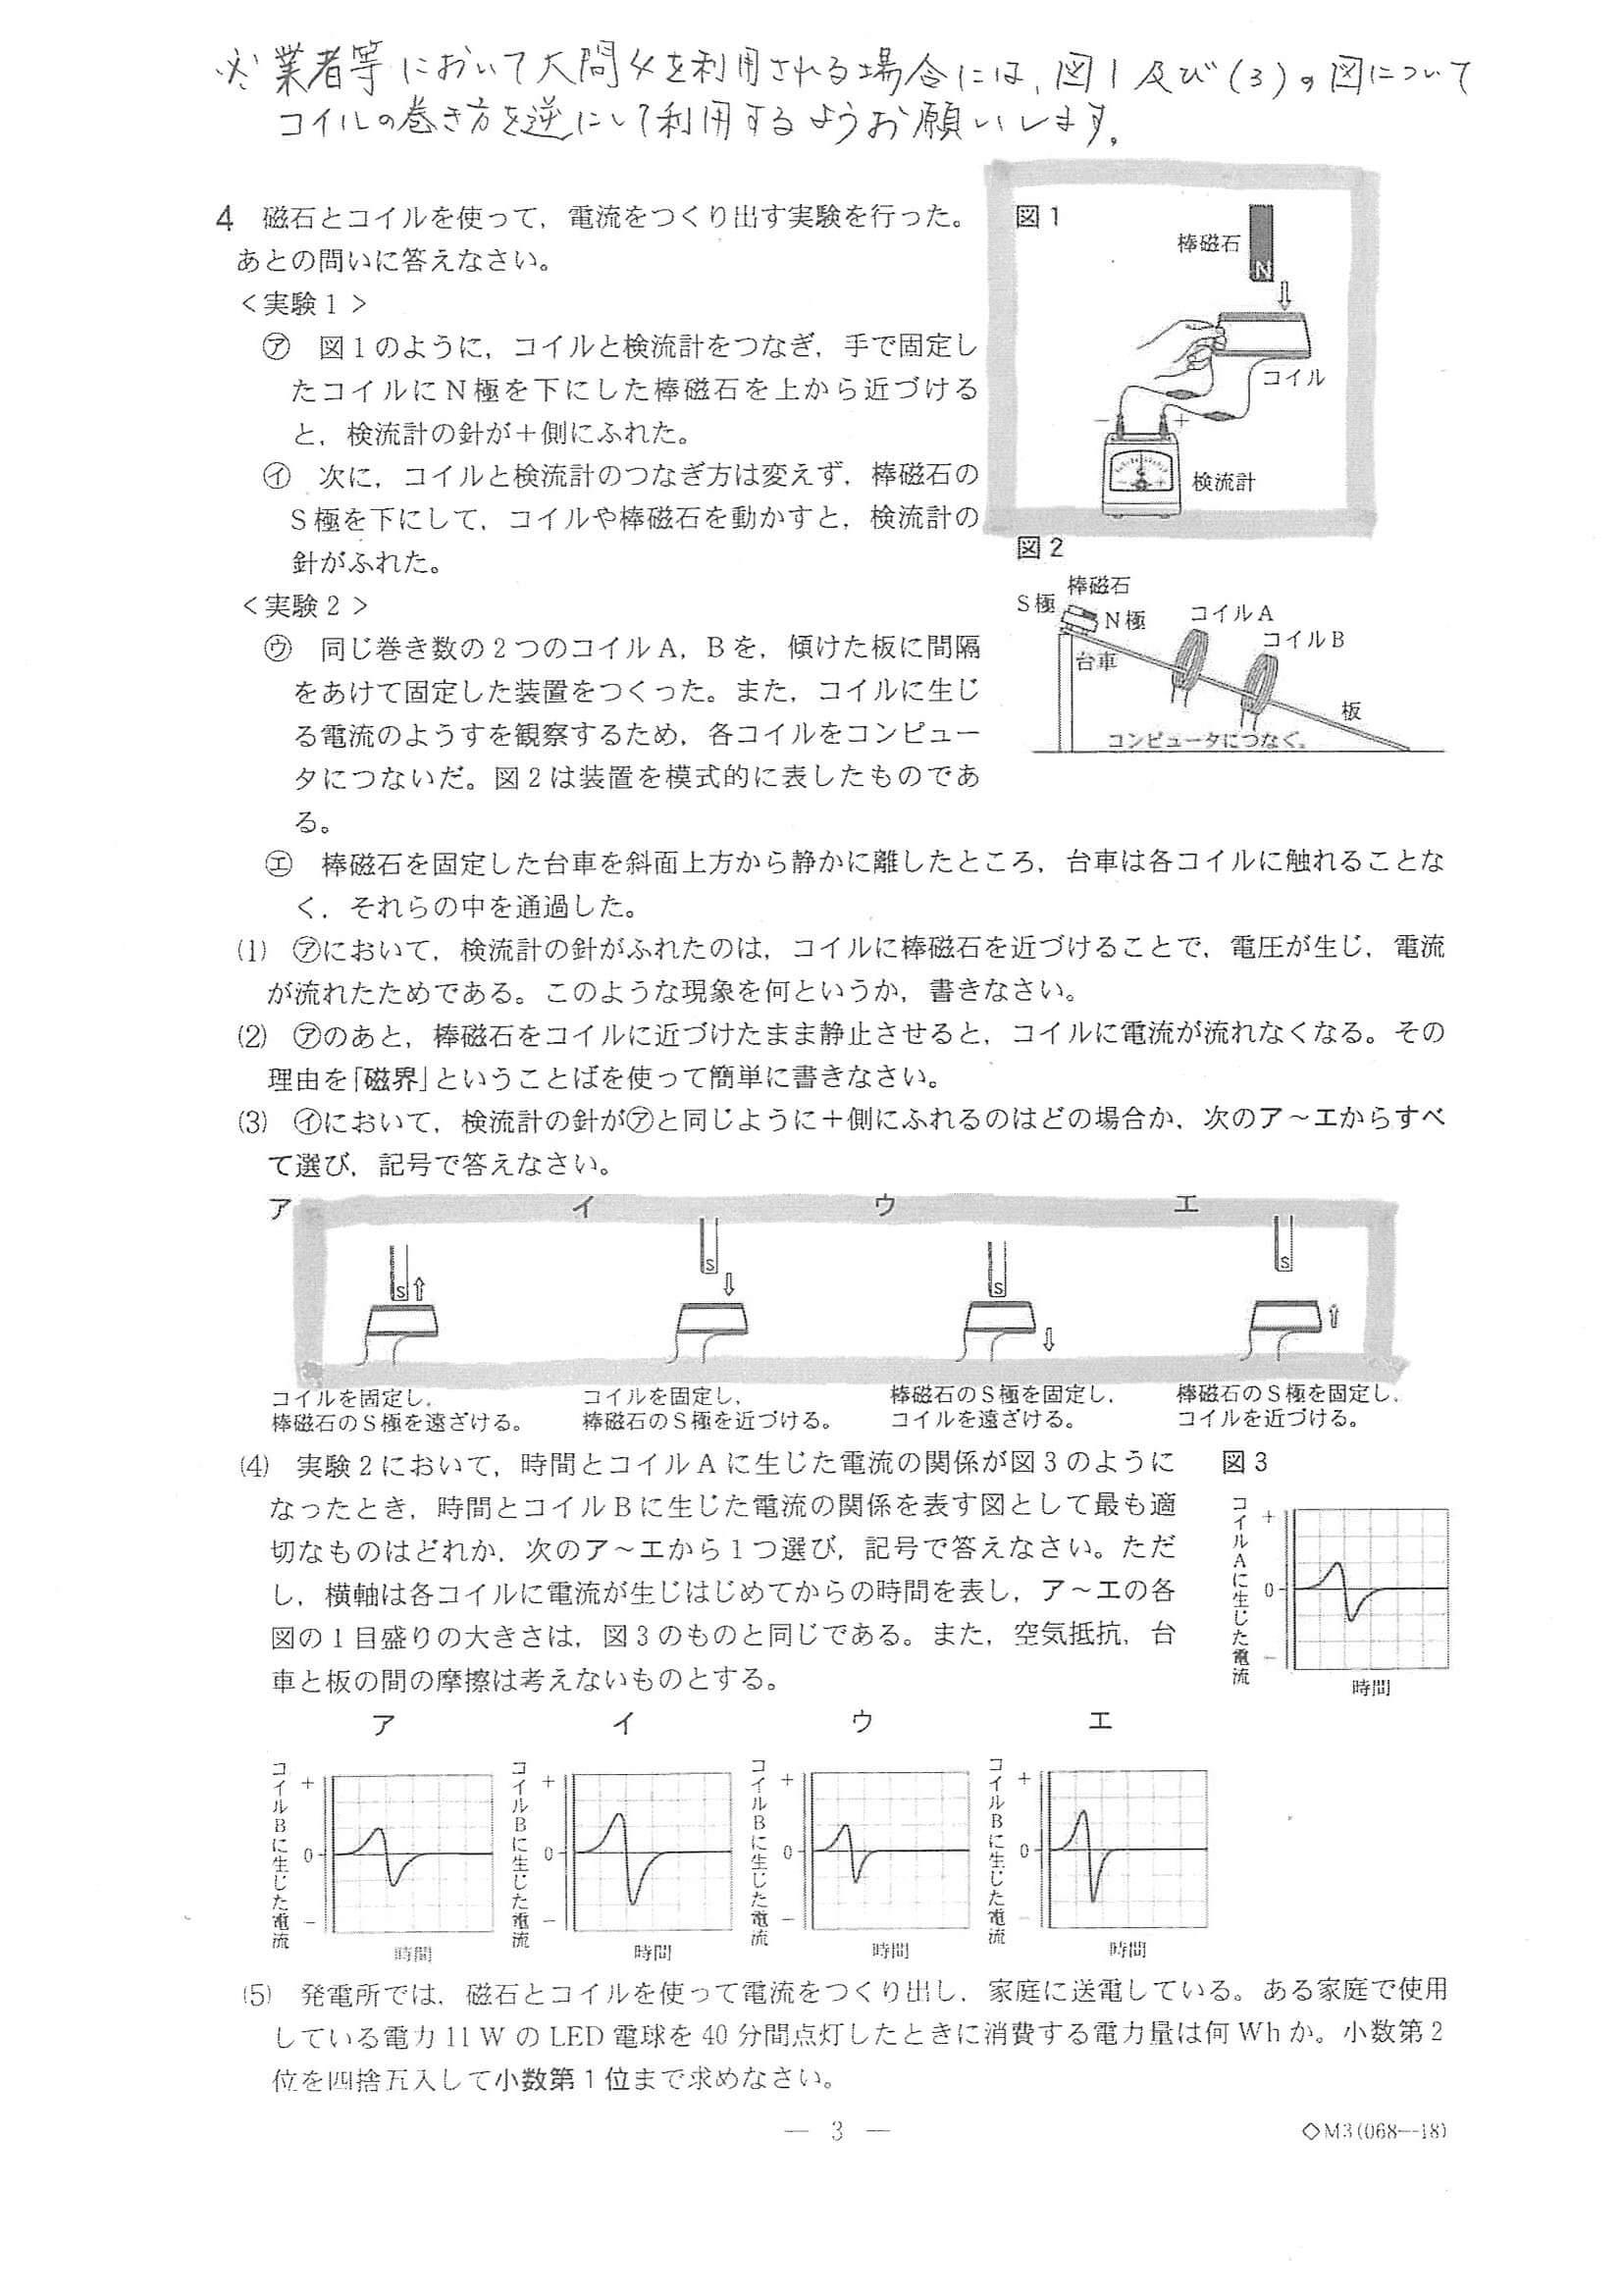 ※ 業者等において大問4を利用される場合には、図1及び(3)の図について
コイルの巻き方を逆にして利用するようお願いします。
4 磁石とコイルを使って，電流をつくり出す実験を行った。
あとの問いに答えなさい。
＜実験1＞
㋐ 図1のように，コイルと検流計をつなぎ，手で固定し
たコイルにN極を下にした棒磁石を上から近づける
と，検流計の針が＋側にふれた。
㋑ 次に，コイルと検流計のつなぎ方は変えず，棒磁石の
S極を下にして，コイルや棒磁石を動かすと，検流計の
針がふれた。
＜実験2＞
㋒ 同じ巻き数の2つのコイルA，Bを，傾けた板に間隔
をあけて固定した装置をつくった。また，コイルに生じ
る電流のようすを観察するため，各コイルをコンピュー
タにつないだ。図2は装置を模式的に表したものであ
る。
㋓ 棒磁石を固定した台車を斜面上方から静かに離したところ，台車は各コイルに触れることな
く，それらの中を通過した。
図1
棒磁石
N
コイル
－ ＋
－ ＋
検流計
図2
棒磁石
S極
N極
コイルA
コイルB
台車
板
コンピュータにつなぐ。
(1) ㋐において，検流計の針がふれたのは，コイルに棒磁石を近づけることで，電圧が生じ，電流
が流れたためである。このような現象を何というか，書きなさい。
(2) ㋐のあと，棒磁石をコイルに近づけたまま静止させると，コイルに電流が流れなくなる。その
理由を「磁界」ということばを使って簡単に書きなさい。
(3) ㋑において，検流計の針が㋐と同じように＋側にふれるのはどの場合か，次のア～エからすべ
て選び，記号で答えなさい。
ア イ ウ エ
S S S S
コイルを固定し，
棒磁石のS極を遠ざける。
コイルを固定し，
棒磁石のS極を近づける。
棒磁石のS極を固定し，
コイルを遠ざける。
棒磁石のS極を固定し，
コイルを近づける。
(4) 実験2において，時間とコイルAに生じた電流の関係が図3のように
なったとき，時間とコイルBに生じた電流の関係を表す図として最も適
切なものはどれか，次のア～エから1つ選び，記号で答えなさい。ただ
し，横軸は各コイルに電流が生じはじめてからの時間を表し，ア～エの各
図の1目盛りの大きさは，図3のものと同じである。また，空気抵抗，台
車と板の間の摩擦は考えないものとする。
図3
コイルAに生じた電流
＋
0
－
時間
ア イ ウ エ
コイルBに生じた電流
＋
0
－
時間
コイルBに生じた電流
＋
0
－
時間
コイルBに生じた電流
＋
0
－
時間
コイルBに生じた電流
＋
0
－
時間
(5) 発電所では，磁石とコイルを使って電流をつくり出し，家庭に送電している。ある家庭で使用
している電力11WのLED電球を40分間点灯したときに消費する電力量は何Whか。小数第2
位を四捨五入して小数第1位まで求めなさい。
― 3 ―
◇M3(068―18)